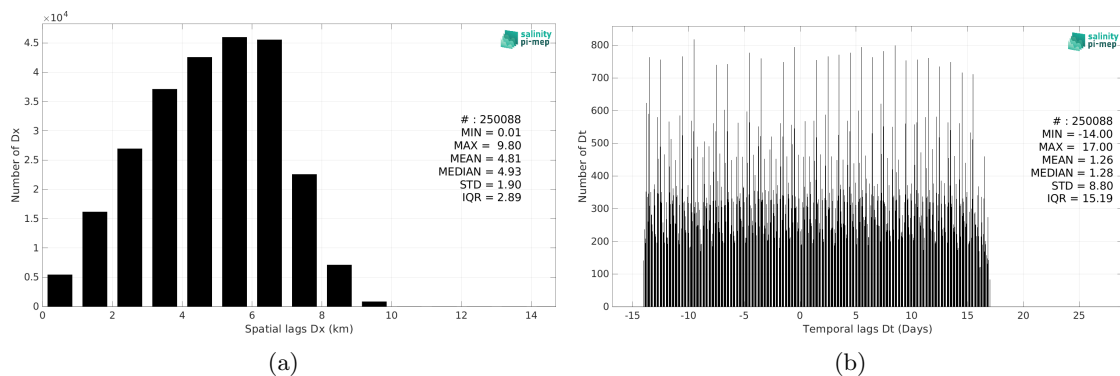 ×10⁴
4.5
4
3.5
3
2.5
2
1.5
1
0.5
0
0 2 4 6 8 10 12 14
Number of Dx
Spatial lags Dx (km)
salinity
pi-mep
# : 250088
MIN = 0.01
MAX = 9.80
MEAN = 4.81
MEDIAN = 4.93
STD = 1.90
IQR = 2.89
(a)
800
700
600
500
400
300
200
100
0
-15 -10 -5 0 5 10 15 20 25
Number of Dt
Temporal lags Dt (Days)
salinity
pi-mep
# : 250088
MIN = -14.00
MAX = 17.00
MEAN = 1.26
MEDIAN = 1.28
STD = 8.80
IQR = 15.19
(b)